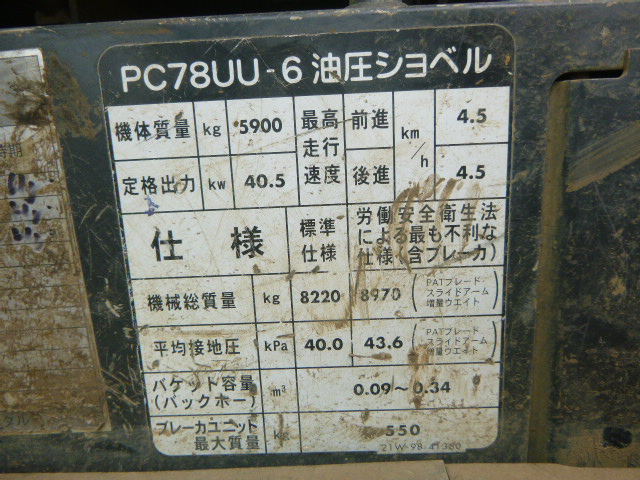 PC78UU-6 油圧ショベル
機体質量 kg 5900 最高走行速度 前進 km/h 4.5
定格出力 kw 40.5 後進 4.5
仕様 標準仕様 労働安全衛生法による最も不利な仕様(含ブレーカ)
機械総質量 kg 8220 8970 (PATブレード スライドアーム 増量ウエイト)
平均接地圧 kPa 40.0 43.6 (PATブレード スライドアーム 増量ウエイト)
バケット容量(バックホー) m³ 0.09~0.34
ブレーカユニット最大質量 kg 550
21W-98-41360